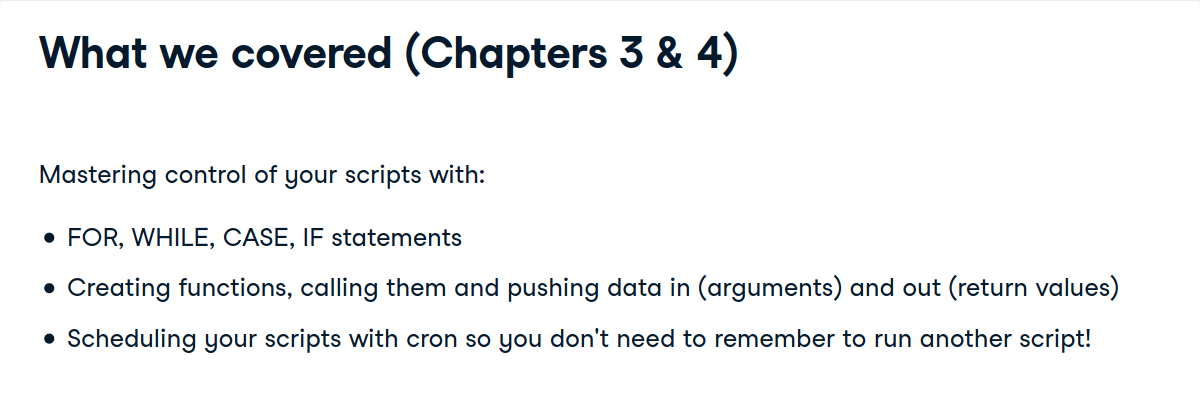 What we covered (Chapters 3 & 4)
Mastering control of your scripts with:
• FOR, WHILE, CASE, IF statements
• Creating functions, calling them and pushing data in (arguments) and out (return values)
• Scheduling your scripts with cron so you don't need to remember to run another script!